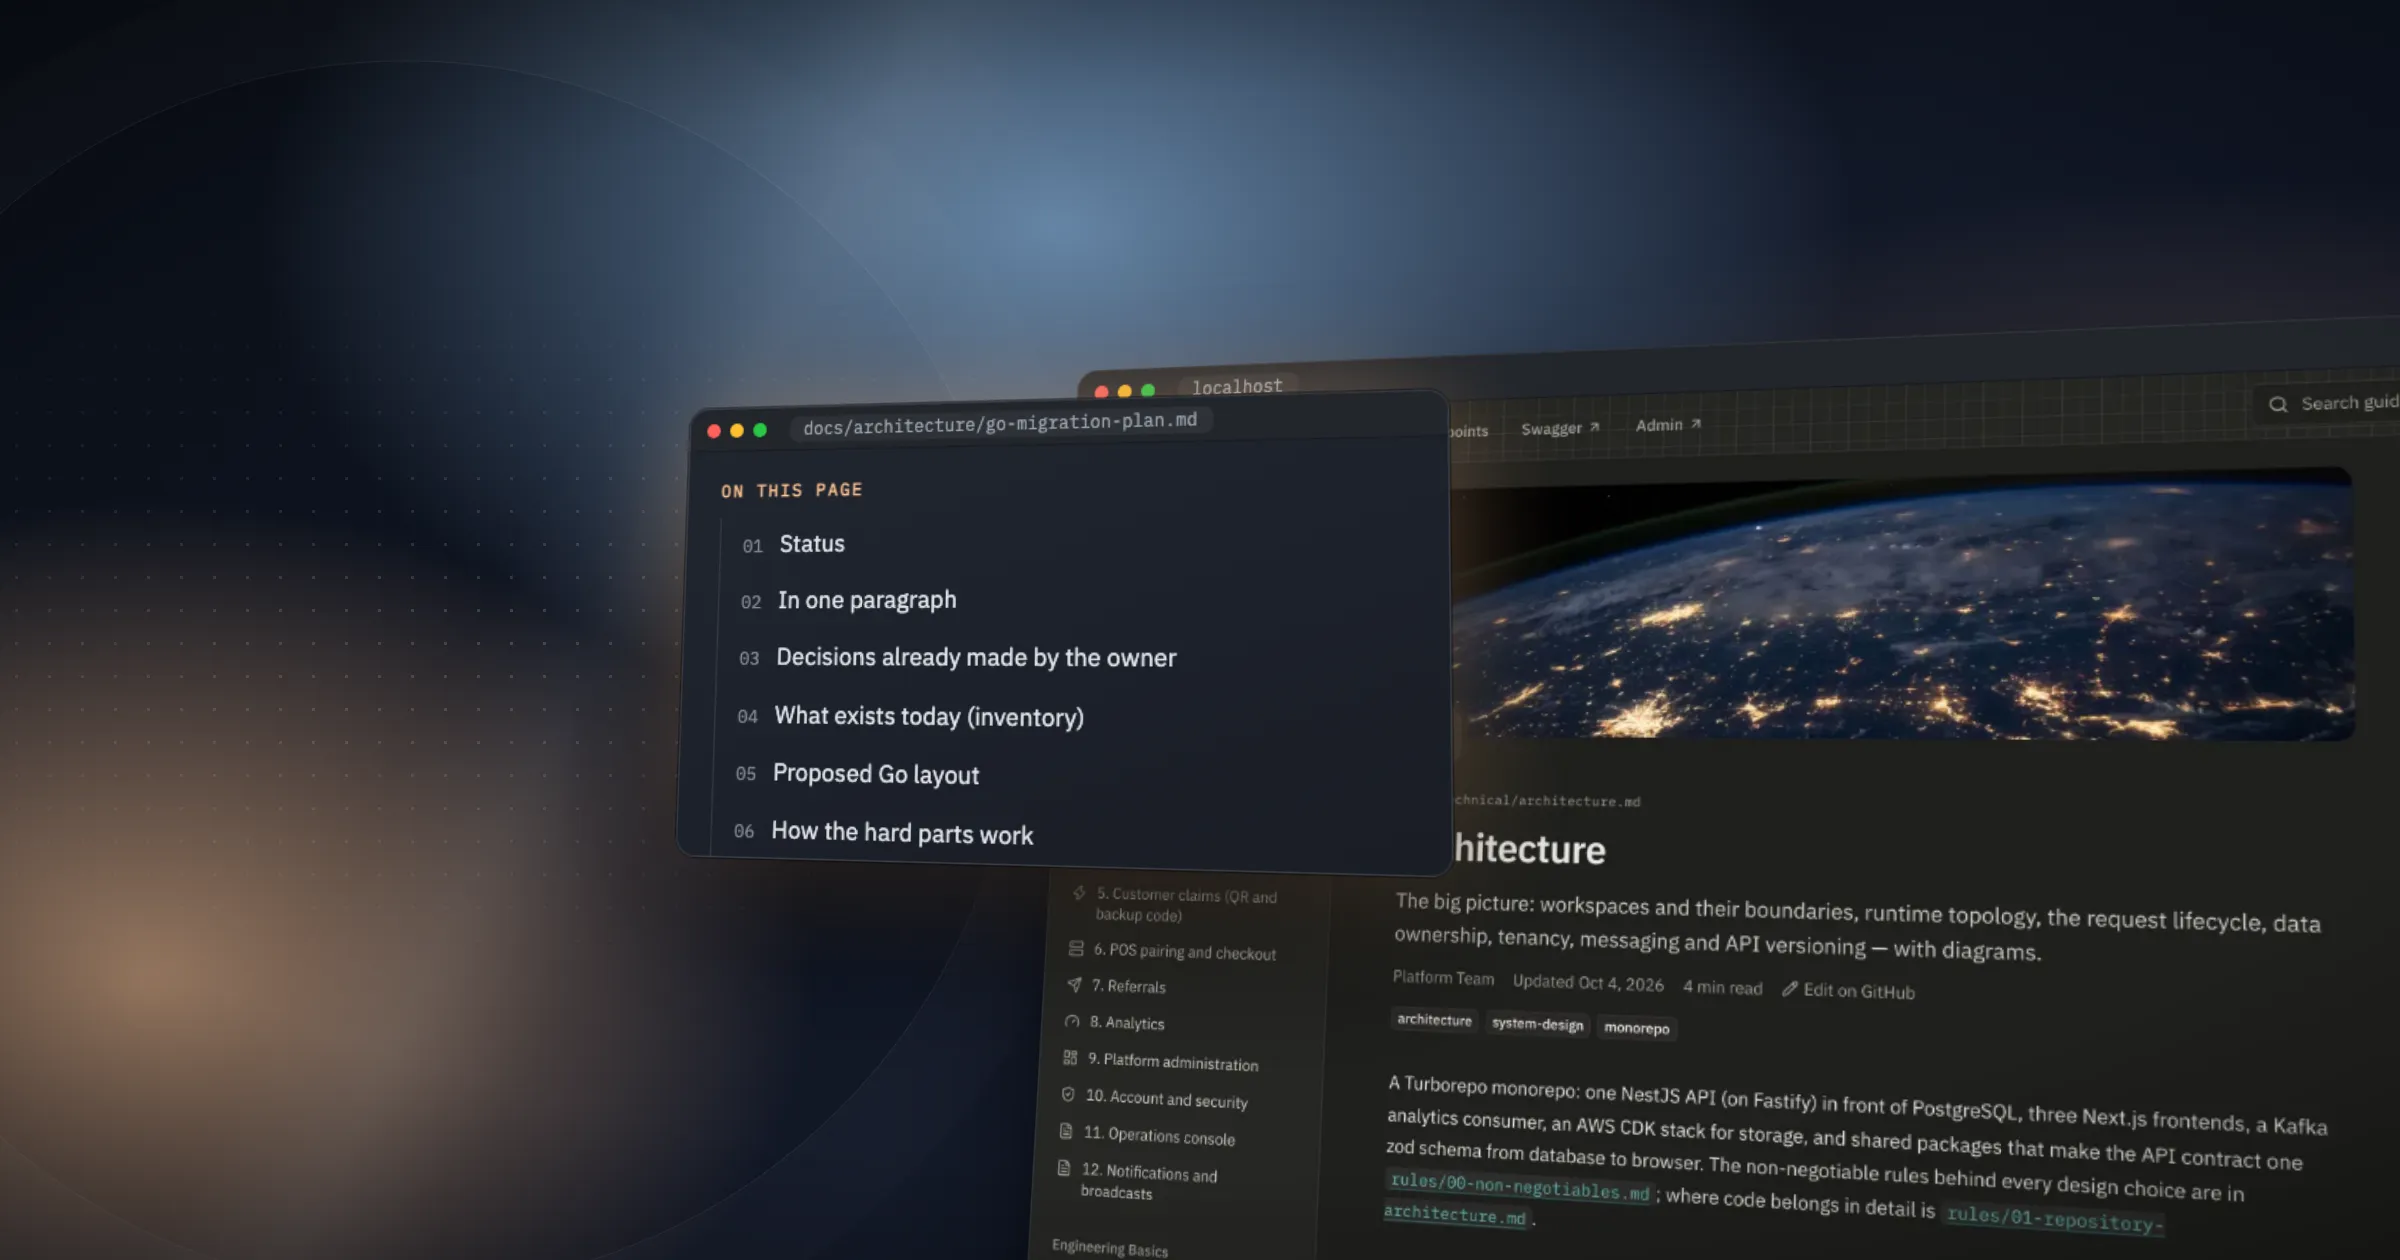 localhost
docs/architecture/go-migration-plan.md
ON THIS PAGE
01 Status
02 In one paragraph
03 Decisions already made by the owner
04 What exists today (inventory)
05 Proposed Go layout
06 How the hard parts work
Swagger ↗
Admin ↗
Search guid
chnical/architecture.md
hitecture
The big picture: workspaces and their boundaries, runtime topology, the request lifecycle, data
ownership, tenancy, messaging and API versioning — with diagrams.
Platform Team Updated Oct 4, 2026 4 min read Edit on GitHub
architecture system-design monorepo
A Turborepo monorepo: one NestJS API (on Fastify) in front of PostgreSQL, three Next.js frontends, a Kafka
analytics consumer, an AWS CDK stack for storage, and shared packages that make the API contract one
zod schema from database to browser. The non-negotiable rules behind every design choice are in
rules/00-non-negotiables.md ; where code belongs in detail is rules/01-repository-
architecture.md .
5. Customer claims (QR and
backup code)
6. POS pairing and checkout
7. Referrals
8. Analytics
9. Platform administration
10. Account and security
11. Operations console
12. Notifications and
broadcasts
Engineering Basics